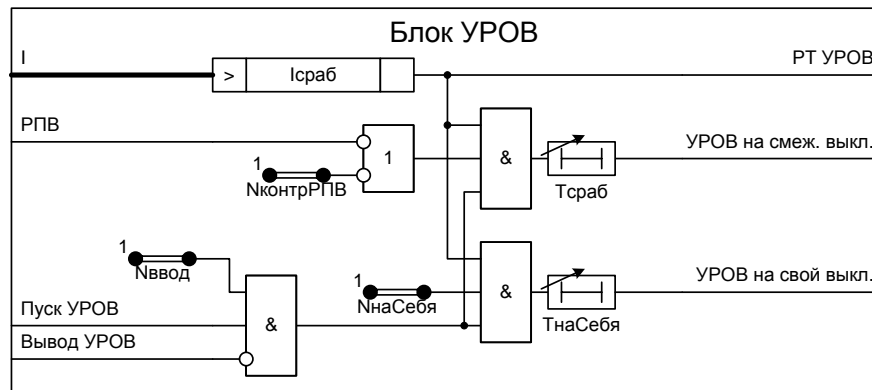 Блок УРОВ
I
> Iсраб
РТ УРОВ
РПВ
1
УРОВ на смеж. выкл.
&
1
NконтрРПВ
Tсраб
1
Nввод
УРОВ на свой выкл.
1
NнаСебя
&
Пуск УРОВ
&
TнаСебя
Вывод УРОВ